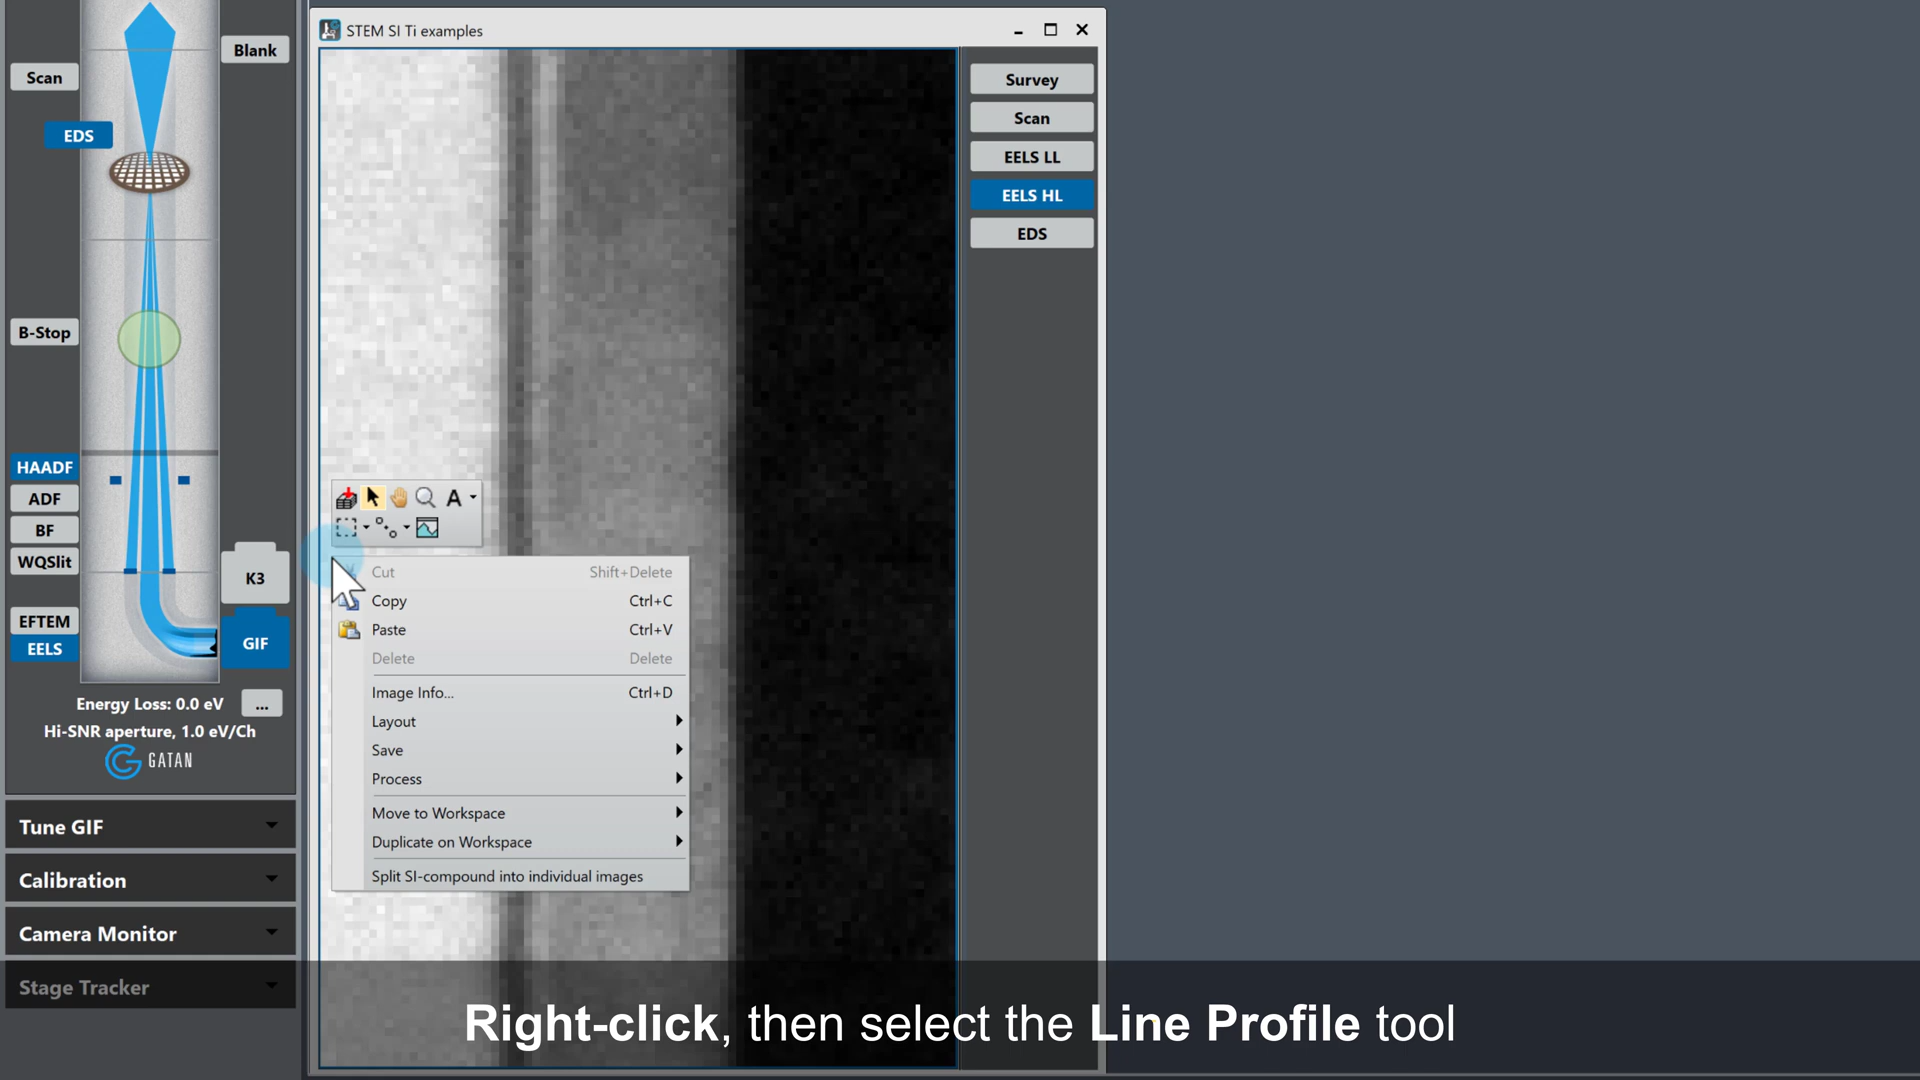 STEM SI Ti examples
Blank
Scan
EDS
B-Stop
HAADF
ADF
BF
WQSlit
K3
EFTEM
EELS
GIF
Energy Loss: 0.0 eV
...
Hi-SNR aperture, 1.0 eV/Ch
GATAN
Tune GIF
Calibration
Camera Monitor
Stage Tracker
Survey
Scan
EELS LL
EELS HL
EDS
A
Cut Shift+Delete
Copy Ctrl+C
Paste Ctrl+V
Delete Delete
Image Info... Ctrl+D
Layout
Save
Process
Move to Workspace
Duplicate on Workspace
Split SI-compound into individual images
Right-click, then select the Line Profile tool